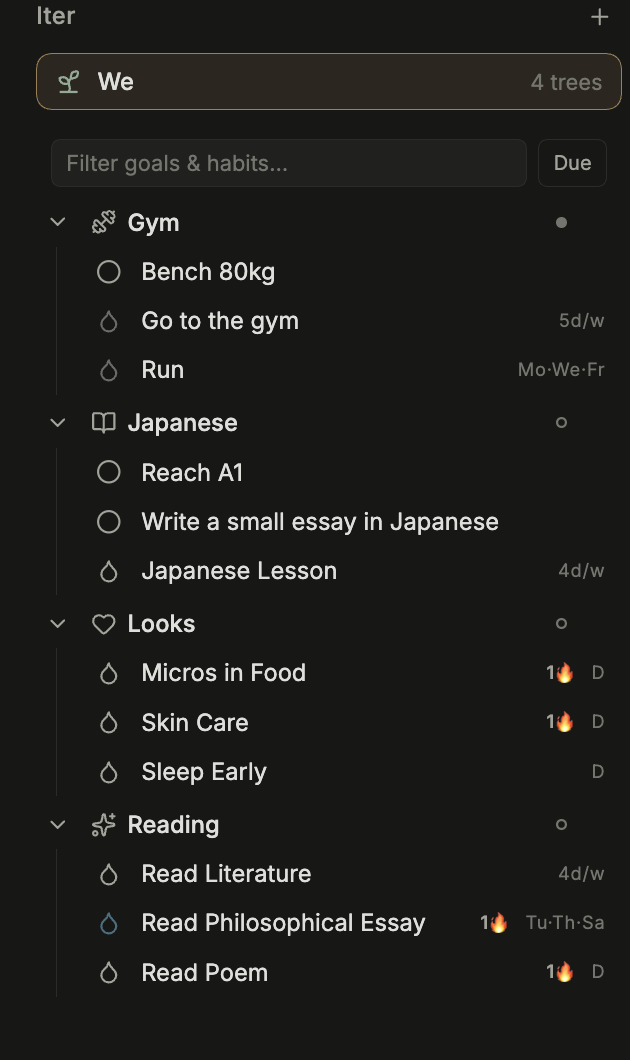 Iter
We 4 trees
Filter goals & habits... Due
Gym
Bench 80kg
Go to the gym 5d/w
Run Mo·We·Fr
Japanese
Reach A1
Write a small essay in Japanese
Japanese Lesson 4d/w
Looks
Micros in Food 1🔥 D
Skin Care 1🔥 D
Sleep Early D
Reading
Read Literature 4d/w
Read Philosophical Essay 1🔥 Tu·Th·Sa
Read Poem 1🔥 D